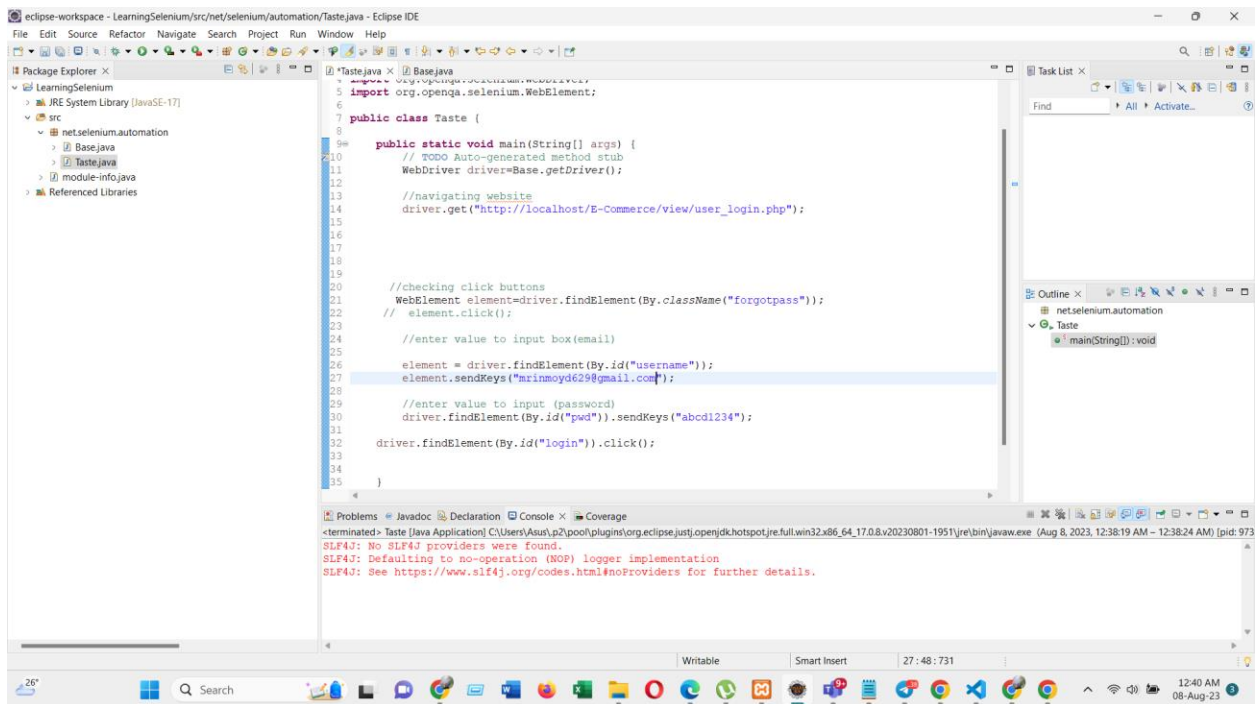 eclipse-workspace - LearningSelenium/src/net/selenium/automation/Taste.java - Eclipse IDE
File Edit Source Refactor Navigate Search Project Run Window Help
Package Explorer
LearningSelenium
JRE System Library [JavaSE-17]
src
net.selenium.automation
Base.java
Taste.java
module-info.java
Referenced Libraries
*Taste.java Base.java
4 import org.openqa.selenium.WebDriver;
5 import org.openqa.selenium.WebElement;
6
7 public class Taste {
8
9 public static void main(String[] args) {
10 // TODO Auto-generated method stub
11 WebDriver driver=Base.getDriver();
12
13 //navigating website
14 driver.get("http://localhost/E-Commerce/view/user_login.php");
15
16
17
18
19
20 //checking click buttons
21 WebElement element=driver.findElement(By.className("forgotpass"));
22 // element.click();
23
24 //enter value to input box(email)
25
26 element = driver.findElement(By.id("username"));
27 element.sendKeys("mrinmoyd629@gmail.com");
28
29 //enter value to input (password)
30 driver.findElement(By.id("pwd")).sendKeys("abcd1234");
31
32 driver.findElement(By.id("login")).click();
33
34
35 }
Task List
Find All Activate...
Outline
net.selenium.automation
Taste
main(String[]) : void
Problems Javadoc Declaration Console Coverage
<terminated> Taste [Java Application] C:\Users\Asus\.p2\pool\plugins\org.eclipse.justj.openjdk.hotspot.jre.full.win32.x86_64_17.0.8.v20230801-1951\jre\bin\javaw.exe (Aug 8, 2023, 12:38:19 AM – 12:38:24 AM) [pid: 973
SLF4J: No SLF4J providers were found.
SLF4J: Defaulting to no-operation (NOP) logger implementation
SLF4J: See https://www.slf4j.org/codes.html#noProviders for further details.
Writable Smart Insert 27 : 48 : 731
26°
Search
12:40 AM
08-Aug-23